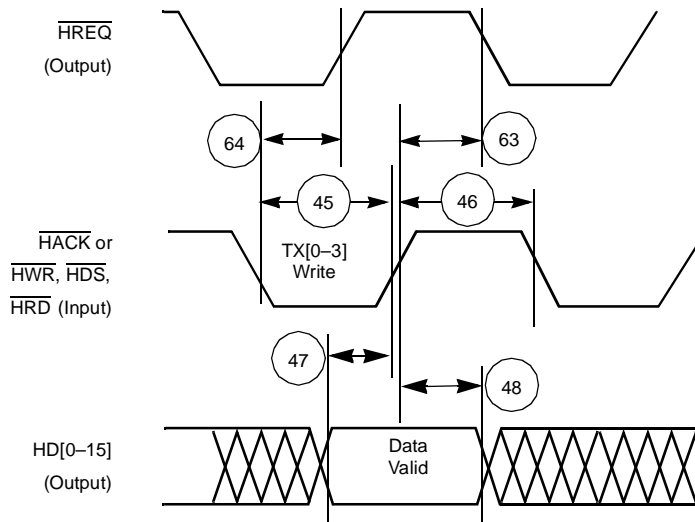 HREQ
(Output)
64
63
45
46
HACK or
HWR, HDS,
HRD (Input)
TX[0–3]
Write
47
48
HD[0–15]
(Output)
Data
Valid